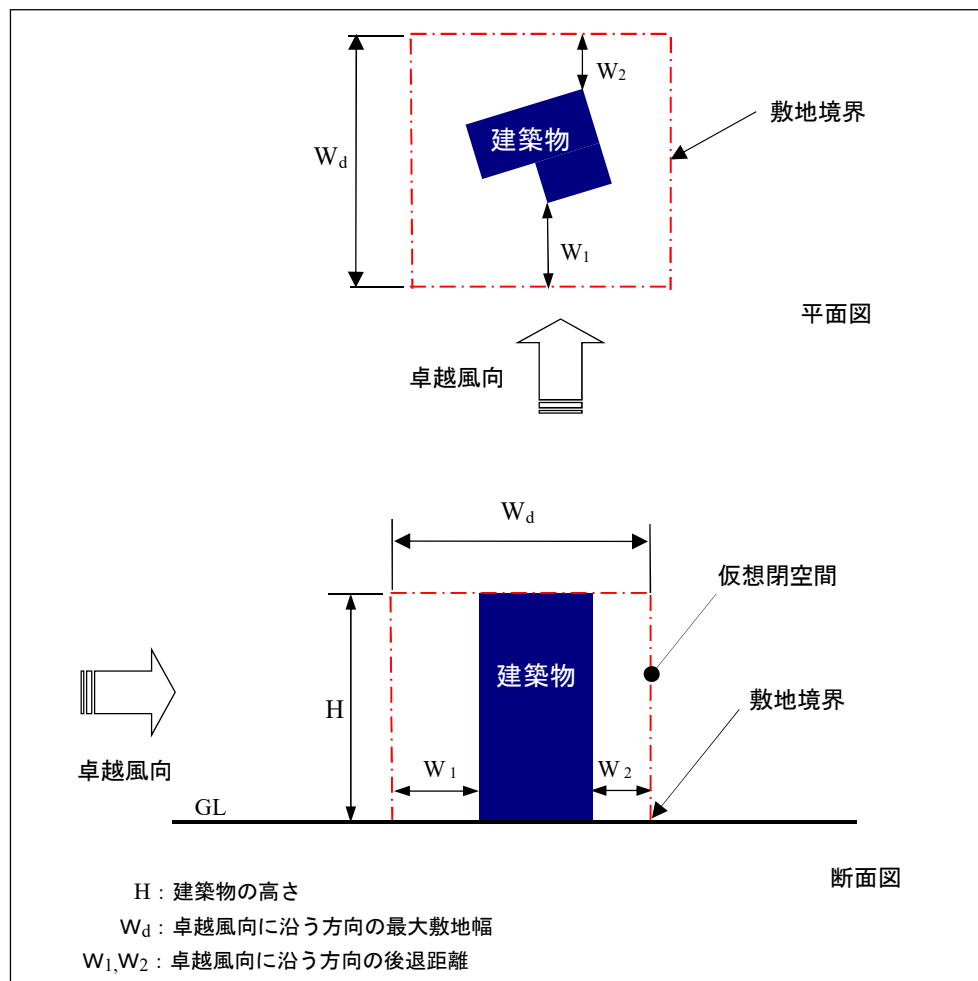 W₂
敷地境界
建築物
Wd
W₁
平面図
卓越風向
Wd
仮想閉空間
建築物
敷地境界
H
卓越風向
W₁
W₂
GL
断面図
H：建築物の高さ
Wd：卓越風向に沿う方向の最大敷地幅
W₁,W₂：卓越風向に沿う方向の後退距離